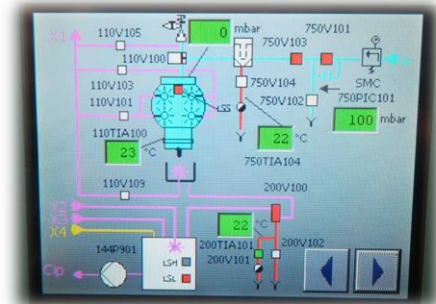 X1
110V105
0 mbar
750V101
750V103
110V100
110V103
750V104
SMC
110V101
LSS
750V102
750PIC101
110TIA100
100 mbar
23 °C
22 °C
750TIA104
110V109
200V100
X2
X3
22 °C
X4
144P901
200TIA101
200V102
LSH
200V101
Cip
LSL